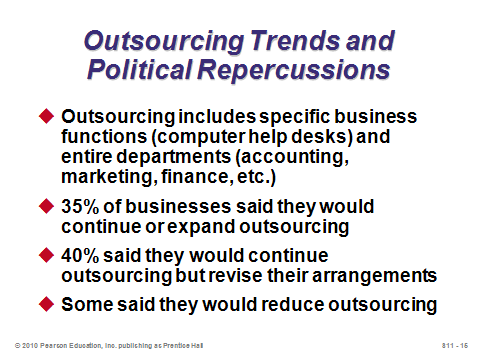 Outsourcing Trends and
Political Repercussions
Outsourcing includes specific business
functions (computer help desks) and
entire departments (accounting,
marketing, finance, etc.)
35% of businesses said they would
continue or expand outsourcing
40% said they would continue
outsourcing but revise their arrangements
Some said they would reduce outsourcing
© 2010 Pearson Education, Inc. publishing as Prentice Hall
811 - 15